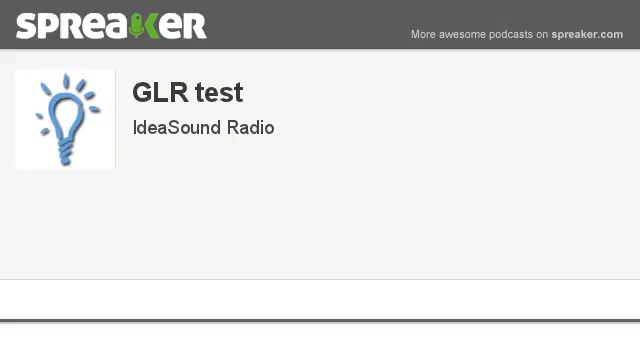 SPREAKER
More awesome podcasts on spreaker.com
GLR test
IdeaSound Radio